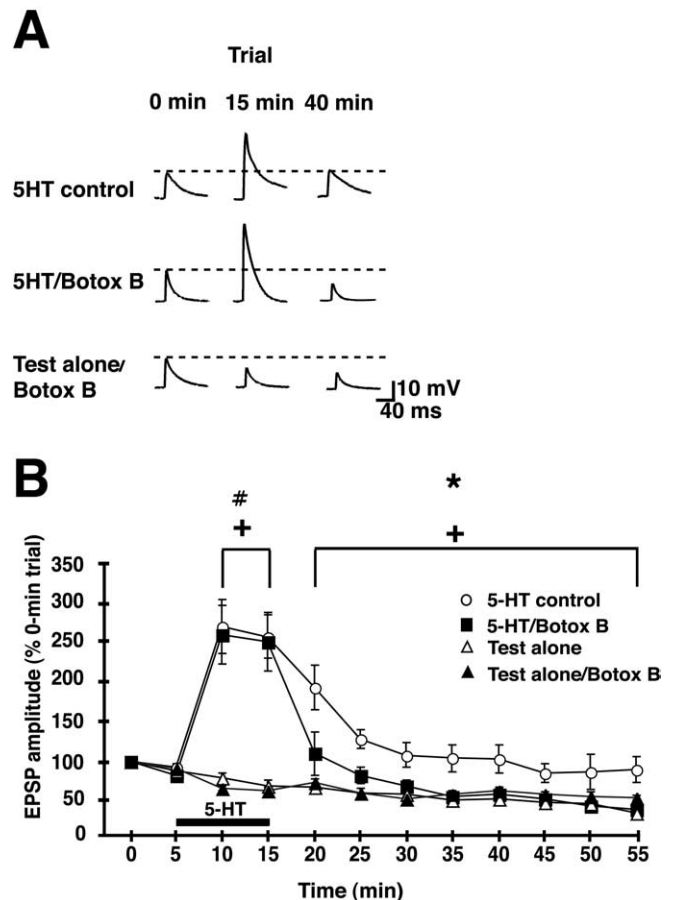 A
Trial
0 min 15 min 40 min
5HT control
5HT/Botox B
Test alone/
Botox B
10 mV
40 ms
B
#
+
*
+
350
300
250
200
150
100
50
0
EPSP amplitude (% 0-min trial)
5-HT control
5-HT/Botox B
Test alone
Test alone/Botox B
5-HT
0 5 10 15 20 25 30 35 40 45 50 55
Time (min)